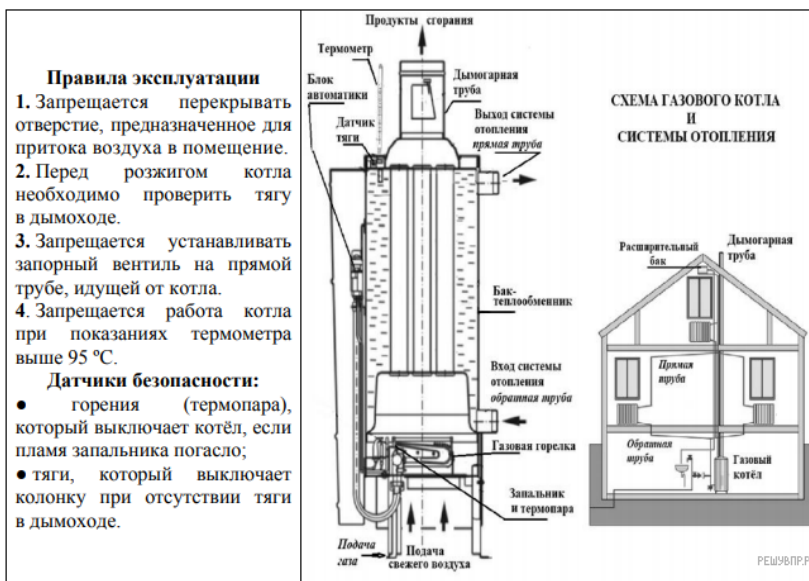 Правила эксплуатации
1. Запрещается перекрывать
отверстие, предназначенное для
притока воздуха в помещение.
2. Перед розжигом котла
необходимо проверить тягу
в дымоходе.
3. Запрещается устанавливать
запорный вентиль на прямой
трубе, идущей от котла.
4. Запрещается работа котла
при показаниях термометра
выше 95 ºС.
Датчики безопасности:
● горения (термопара),
который выключает котёл, если
пламя запальника погасло;
● тяги, который выключает
колонку при отсутствии тяги
в дымоходе.
Продукты сгорания
Термометр
Блок
автоматики
Датчик
тяги
Дымогарная
труба
Выход системы
отопления
прямая труба
Бак-
теплообменник
Вход системы
отопления
обратная труба
Газовая горелка
Запальник
и термопара
Подача
газа
Подача
свежего воздуха
СХЕМА ГАЗОВОГО КОТЛА
И
СИСТЕМЫ ОТОПЛЕНИЯ
Расширительный
бак
Дымогарная
труба
Прямая
труба
Обратная
труба
Газовый
котёл
РЕШУВПР.Р